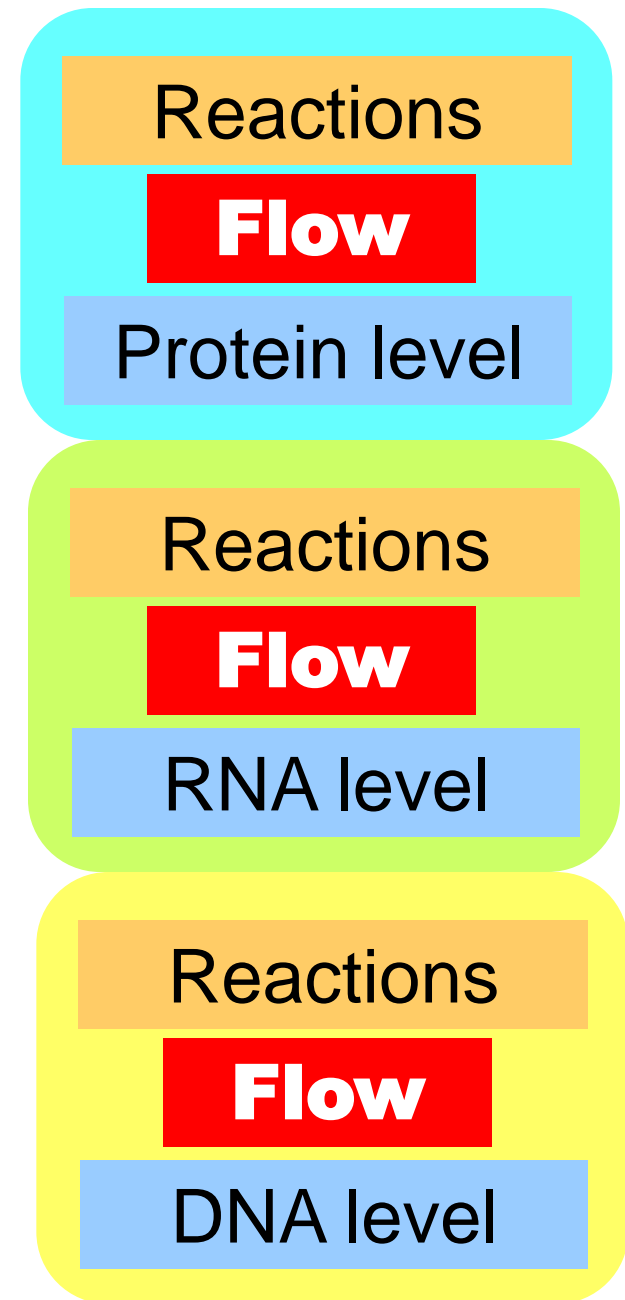 Reactions
Flow
Protein level
Reactions
Flow
RNA level
Reactions
Flow
DNA level